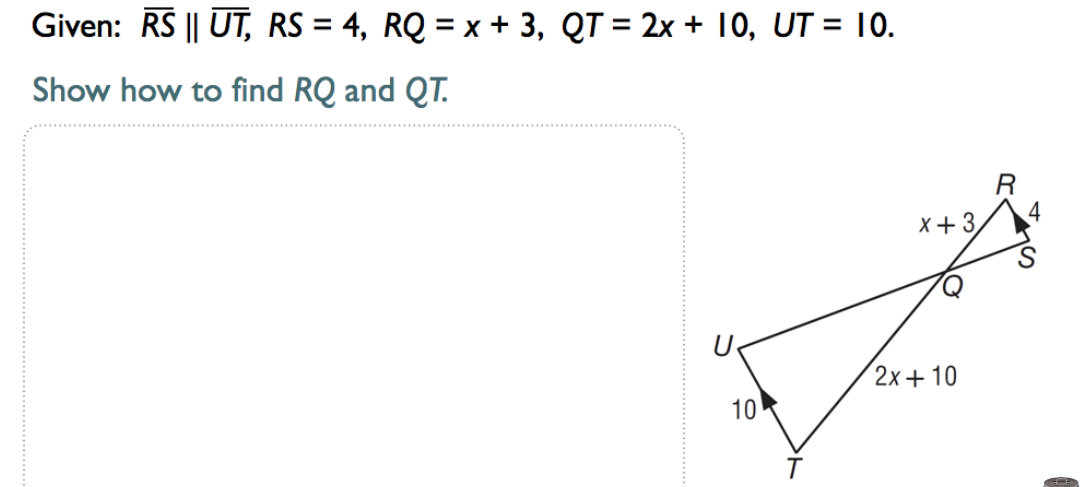 Given: RS || UT, RS = 4, RQ = x + 3, QT = 2x + 10, UT = 10.
Show how to find RQ and QT.
R
x + 3
4
S
Q
U
2x + 10
10
T